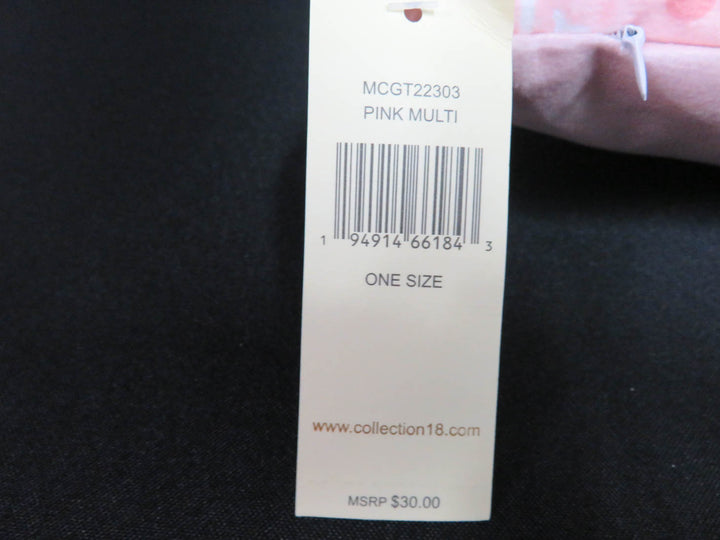 MCGT22303
PINK MULTI
1 94914 66184 3
ONE SIZE
www.collection18.com
MSRP $30.00